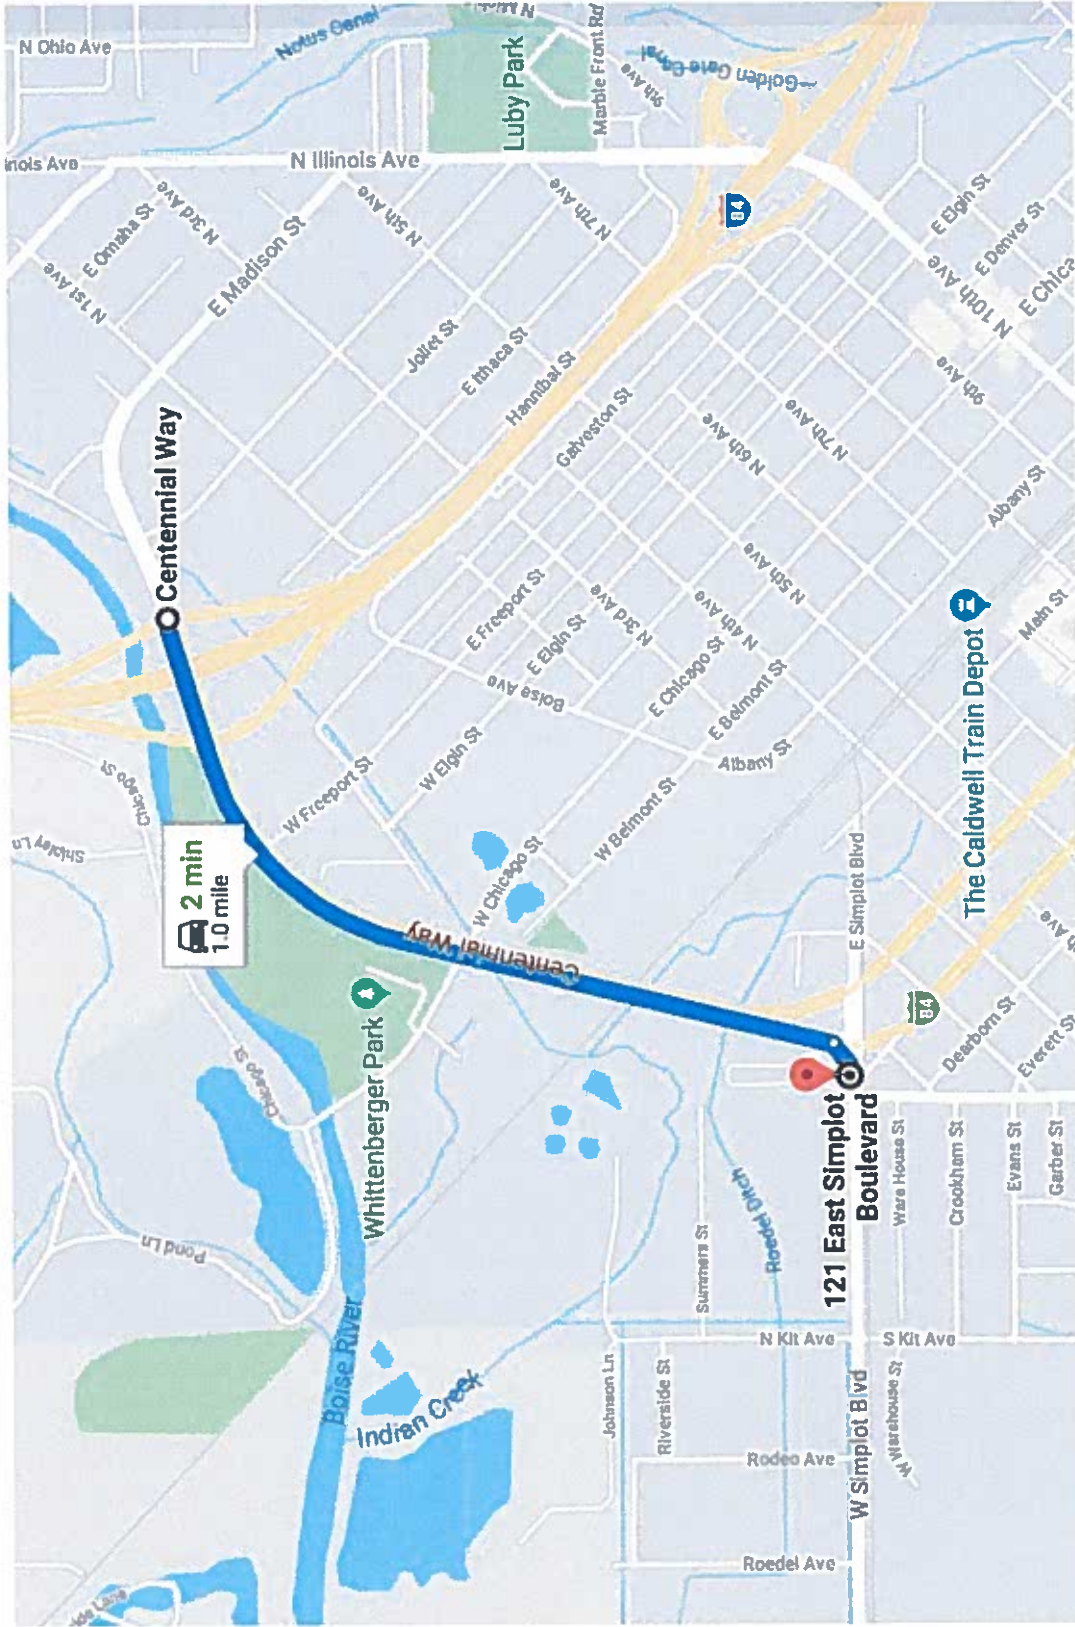 N Ohio Ave
Notus Canal
Luby Park
Marble Front Rd
9th Ave
Golden Gate Canal
inois Ave
N Illinois Ave
N 3rd Ave
E Omaha St
N 1st Ave
E Madison St
N 5th Ave
N 7th Ave
84
E Elgin St
E Denver St
E Chica
N 10th Ave
9th Ave
Joliet St
E Ithaca St
Hannibal St
Galveston St
N 6th Ave
N 7th Ave
Albany St
Centennial Way
N 5th Ave
N 4th Ave
N 3rd Ave
E Freeport St
E Elgin St
Boise Ave
E Chicago St
E Belmont St
Albany St
Main St
The Caldwell Train Depot
Chicago St
Shisley Ln
W Freeport St
W Elgin St
W Belmont St
W Chicago St
2 min
1.0 mile
Centennial Way
E Simplot Blvd
84
Dearborn St
Everett St
Whittenberger Park
Chicago St
121 East Simplot
Boulevard
Ware House St
Crookham St
Evans St
Garber St
Pond Ln
Roedel Ditch
Summers St
Boise River
Indian Creek
N Kit Ave
S Kit Ave
Johnson Ln
Riverside St
W Warehouse St
Rodeo Ave
W Simplot Blvd
Roedel Ave
ide Lane